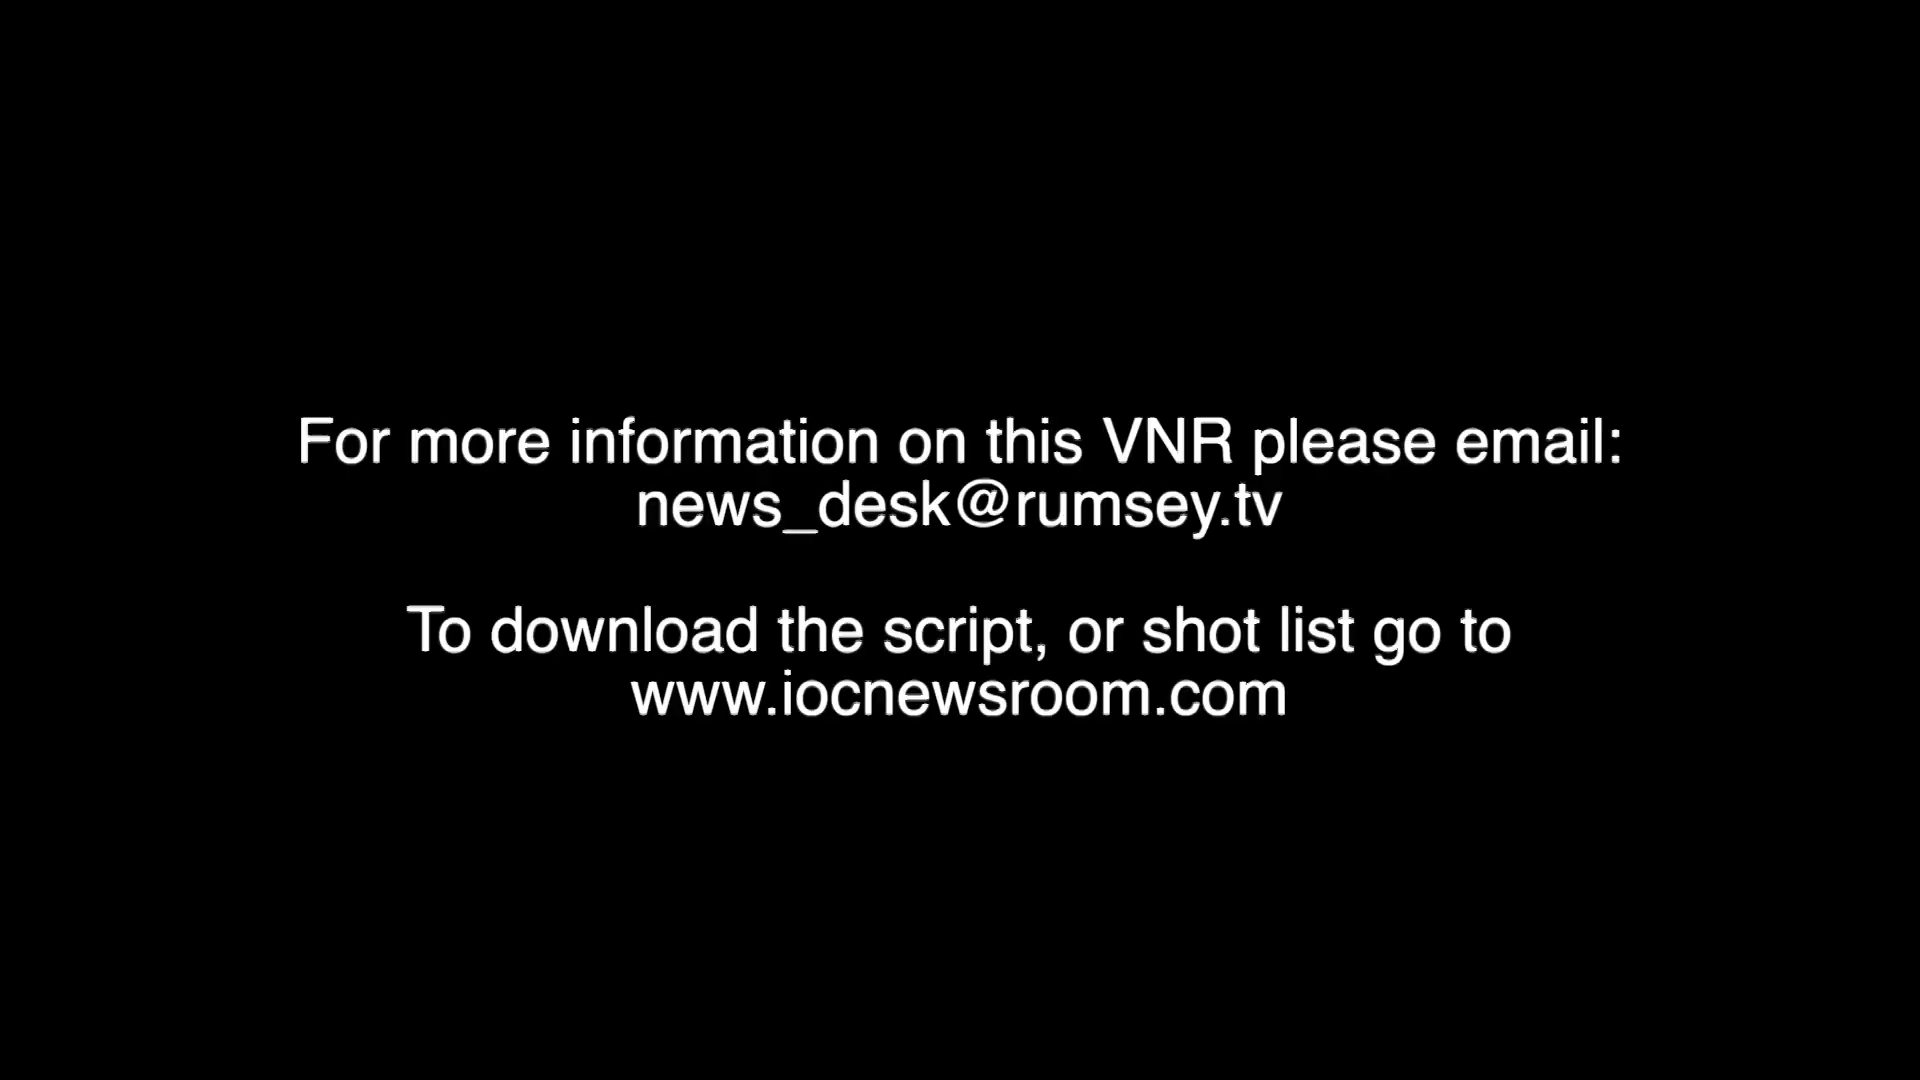 For more information on this VNR please email:
news_desk@rumsey.tv
To download the script, or shot list go to
www.iocnewsroom.com